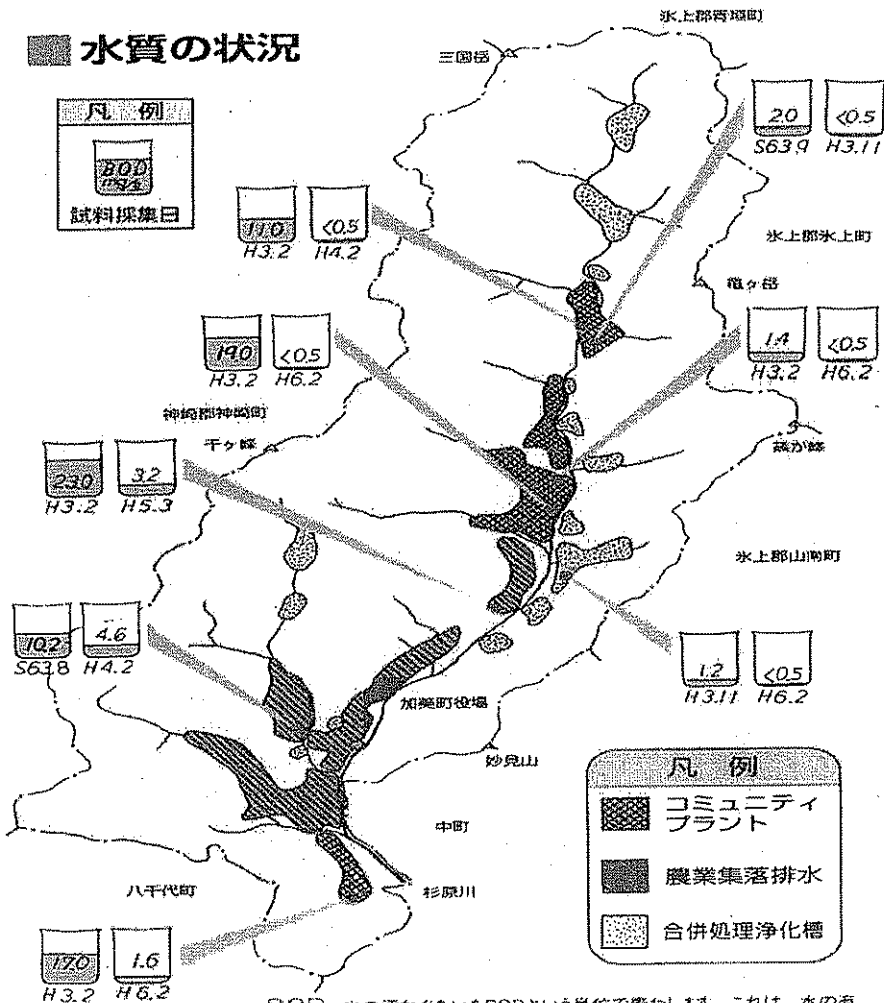 水質の状況
凡 例
BOD
mg/ℓ
試料採集日
三国岳
氷上郡青垣町
2.0
S63.9
<0.5
H3.11
11.0
H3.2
<0.5
H4.2
氷上郡氷上町
亀ヶ岳
19.0
H3.2
<0.5
H6.2
1.4
H3.2
<0.5
H6.2
神崎郡神崎町
千ヶ峰
篠が峰
23.0
H3.2
3.2
H5.3
氷上郡山南町
10.2
S63.8
4.6
H4.2
1.2
H3.11
<0.5
H6.2
加美町役場
妙見山
中町
八千代町
杉原川
凡 例
コミュニティ
プラント
農業集落排水
合併処理浄化槽
17.0
H3.2
1.6
H6.2